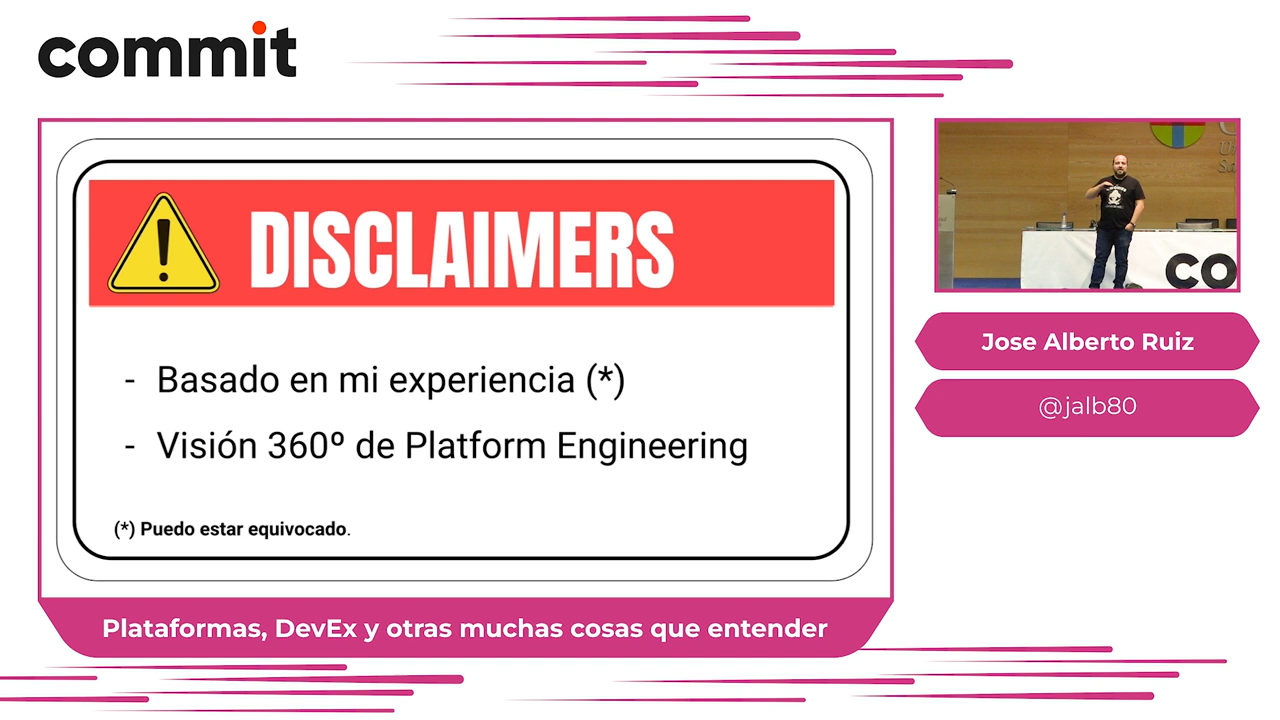 commit
DISCLAIMERS
- Basado en mi experiencia (*)
- Visión 360º de Platform Engineering
(*) Puedo estar equivocado.
Plataformas, DevEx y otras muchas cosas que entender
co
Jose Alberto Ruiz
@jalb80